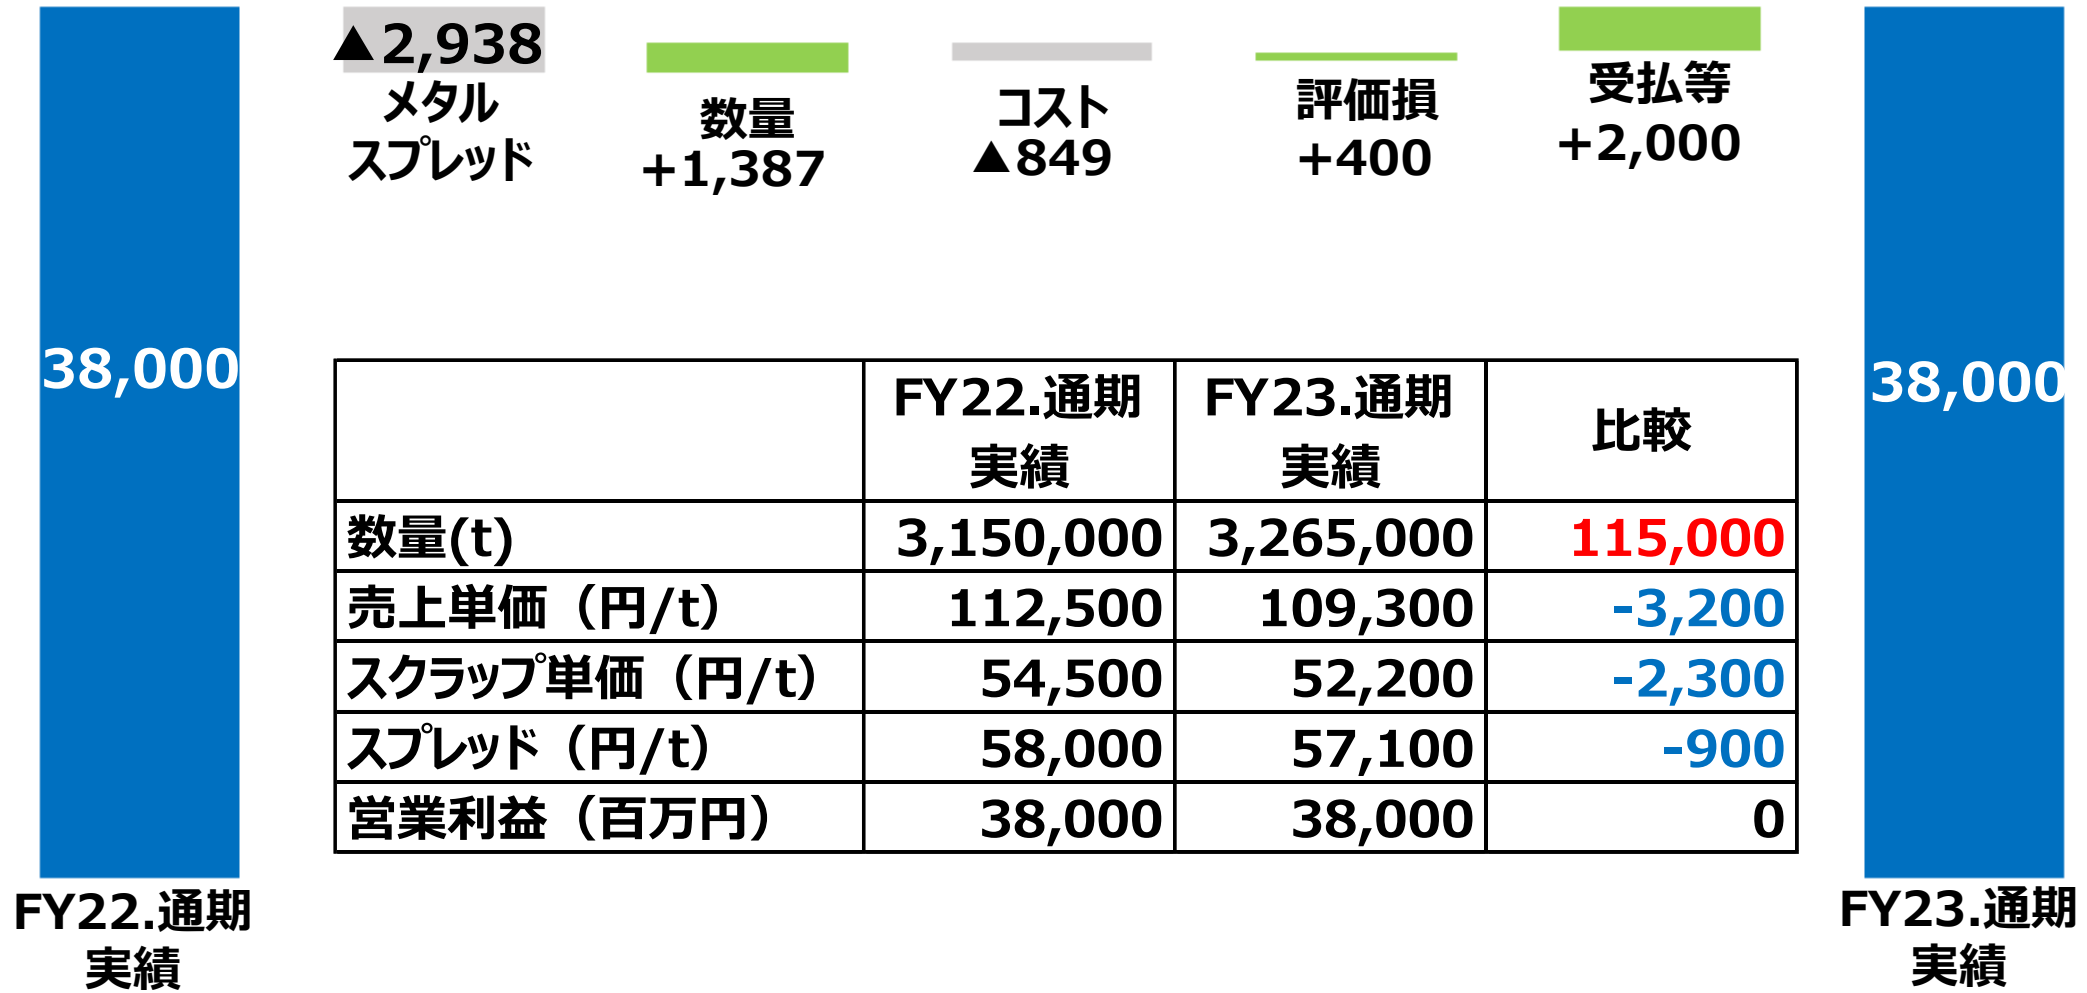 ▲2,938
メタル
スプレッド
数量
+1,387
コスト
▲849
評価損
+400
受払等
+2,000
38,000
38,000
FY22.通期 FY23.通期 比較
実績 実績
数量(t) 3,150,000 3,265,000 115,000
売上単価（円/t） 112,500 109,300 -3,200
スクラップ単価（円/t） 54,500 52,200 -2,300
スプレッド（円/t） 58,000 57,100 -900
営業利益（百万円） 38,000 38,000 0
FY22.通期
実績
FY23.通期
実績